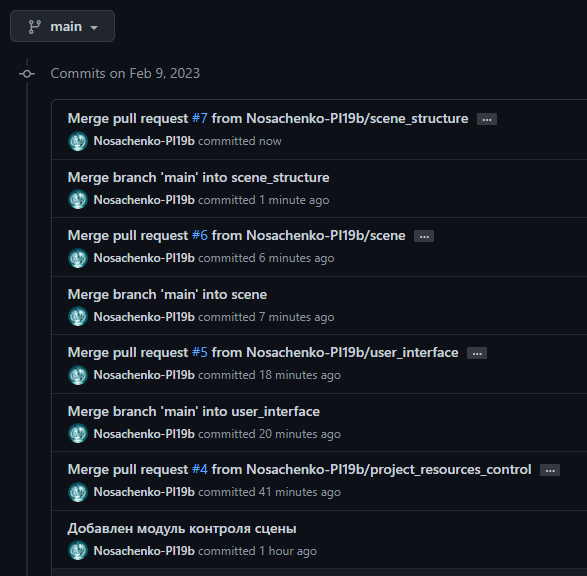 main
Commits on Feb 9, 2023
Merge pull request #7 from Nosachenko-PI19b/scene_structure ...
Nosachenko-PI19b committed now
Merge branch 'main' into scene_structure
Nosachenko-PI19b committed 1 minute ago
Merge pull request #6 from Nosachenko-PI19b/scene ...
Nosachenko-PI19b committed 6 minutes ago
Merge branch 'main' into scene
Nosachenko-PI19b committed 7 minutes ago
Merge pull request #5 from Nosachenko-PI19b/user_interface ...
Nosachenko-PI19b committed 18 minutes ago
Merge branch 'main' into user_interface
Nosachenko-PI19b committed 20 minutes ago
Merge pull request #4 from Nosachenko-PI19b/project_resources_control ...
Nosachenko-PI19b committed 41 minutes ago
Добавлен модуль контроля сцены
Nosachenko-PI19b committed 1 hour ago